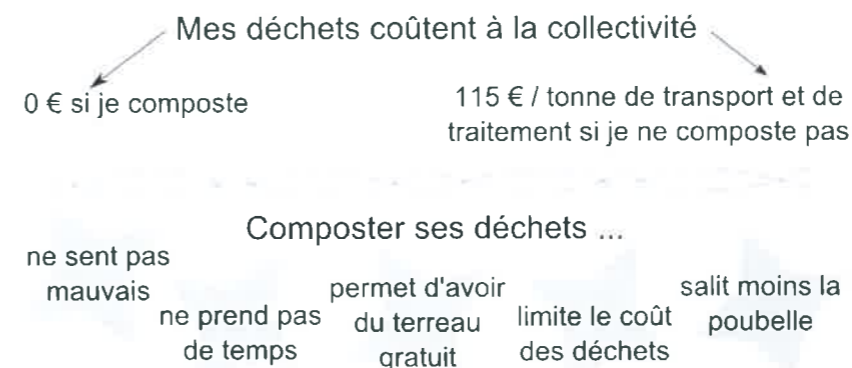 Mes déchets coûtent à la collectivité
0 € si je composte
115 € / tonne de transport et de
traitement si je ne composte pas
Composter ses déchets ...
ne sent pas
mauvais
ne prend pas
de temps
permet d'avoir
du terreau
gratuit
limite le coût
des déchets
salit moins la
poubelle